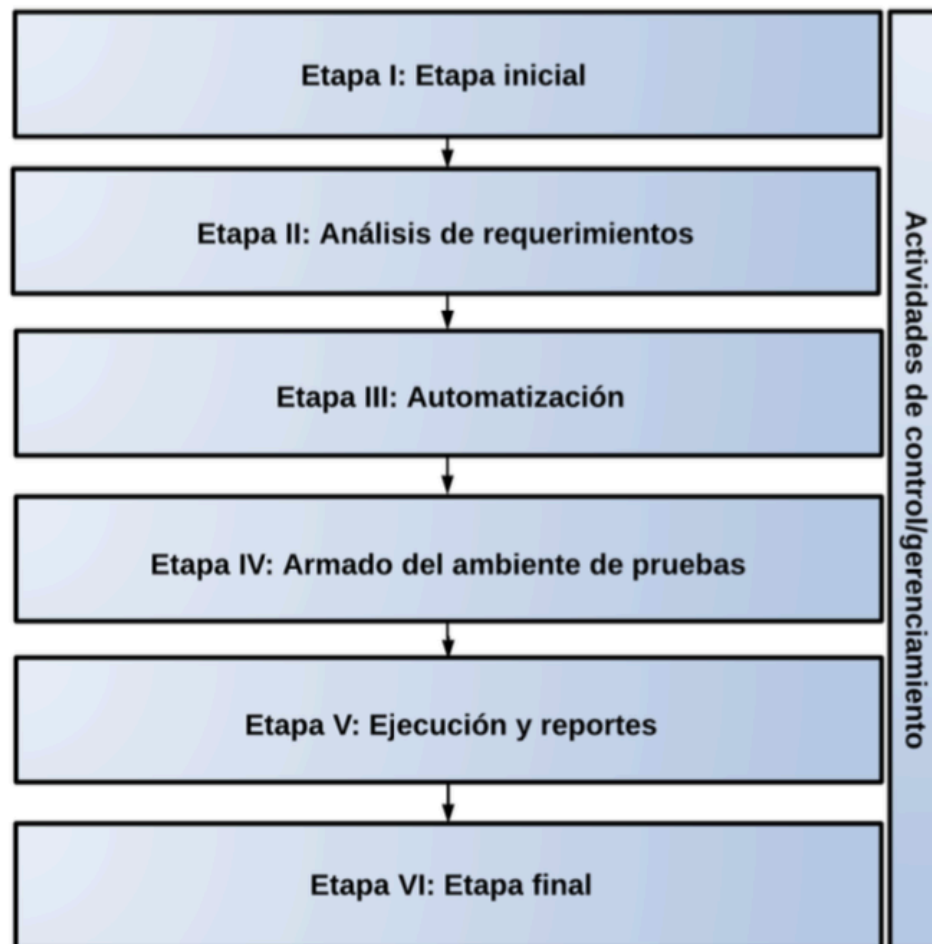 Etapa I: Etapa inicial
Etapa II: Análisis de requerimientos
Etapa III: Automatización
Etapa IV: Armado del ambiente de pruebas
Etapa V: Ejecución y reportes
Etapa VI: Etapa final
Actividades de control/gerenciamiento